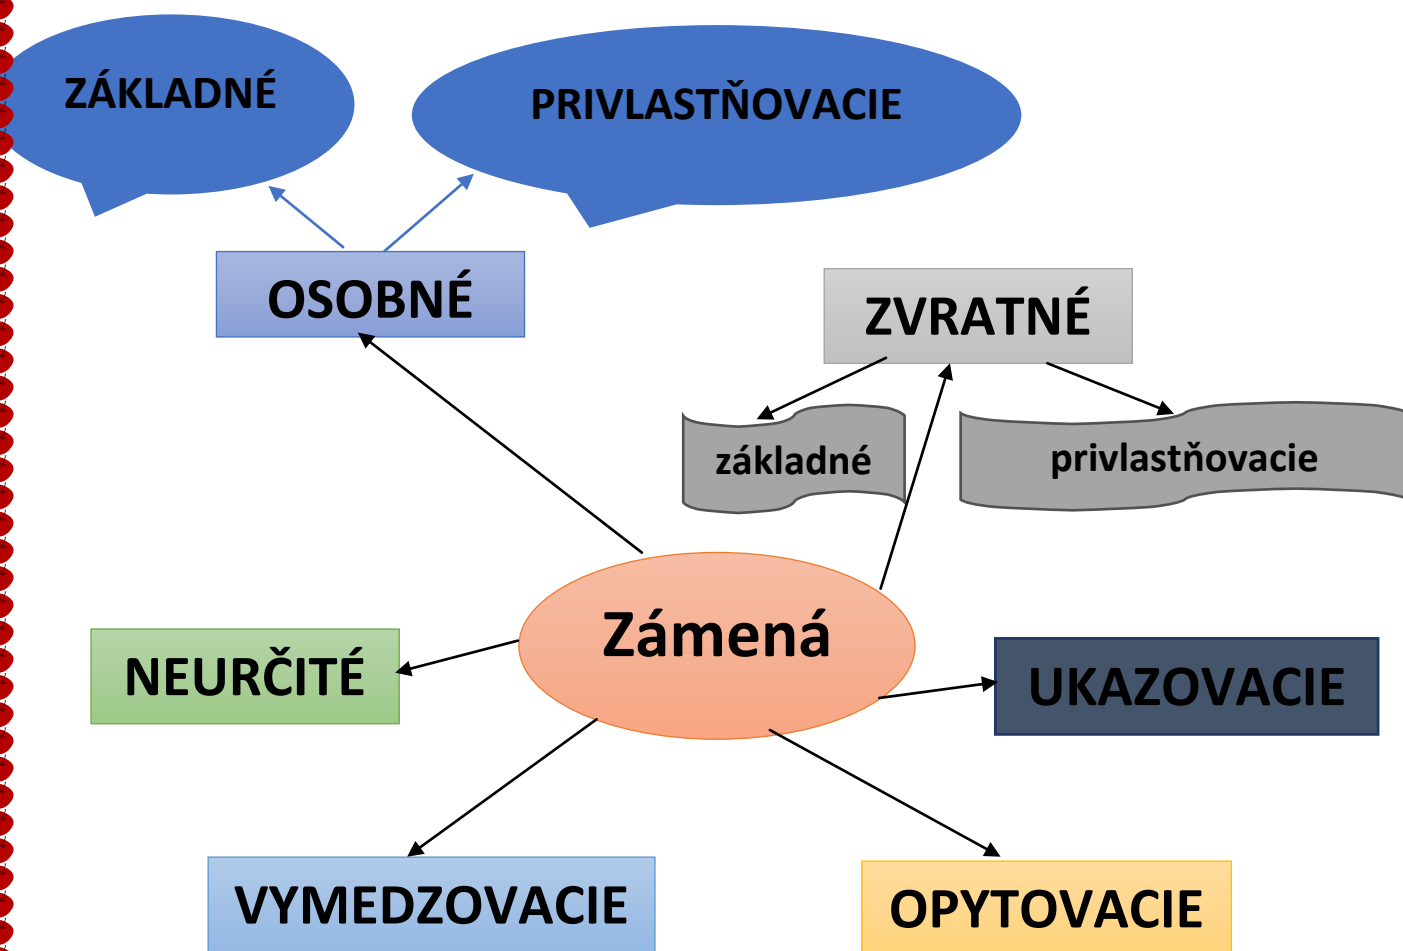 ZÁKLADNÉ
PRIVLASTŇOVACIE
OSOBNÉ
ZVRATNÉ
základné
privlastňovacie
Zámená
NEURČITÉ
UKAZOVACIE
VYMEDZOVACIE
OPYTOVACIE